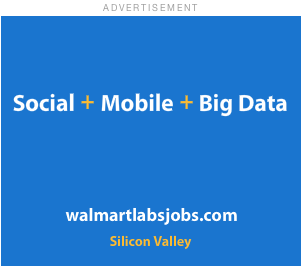 ADVERTISEMENT
Social + Mobile + Big Data
walmartlabsjobs.com
Silicon Valley